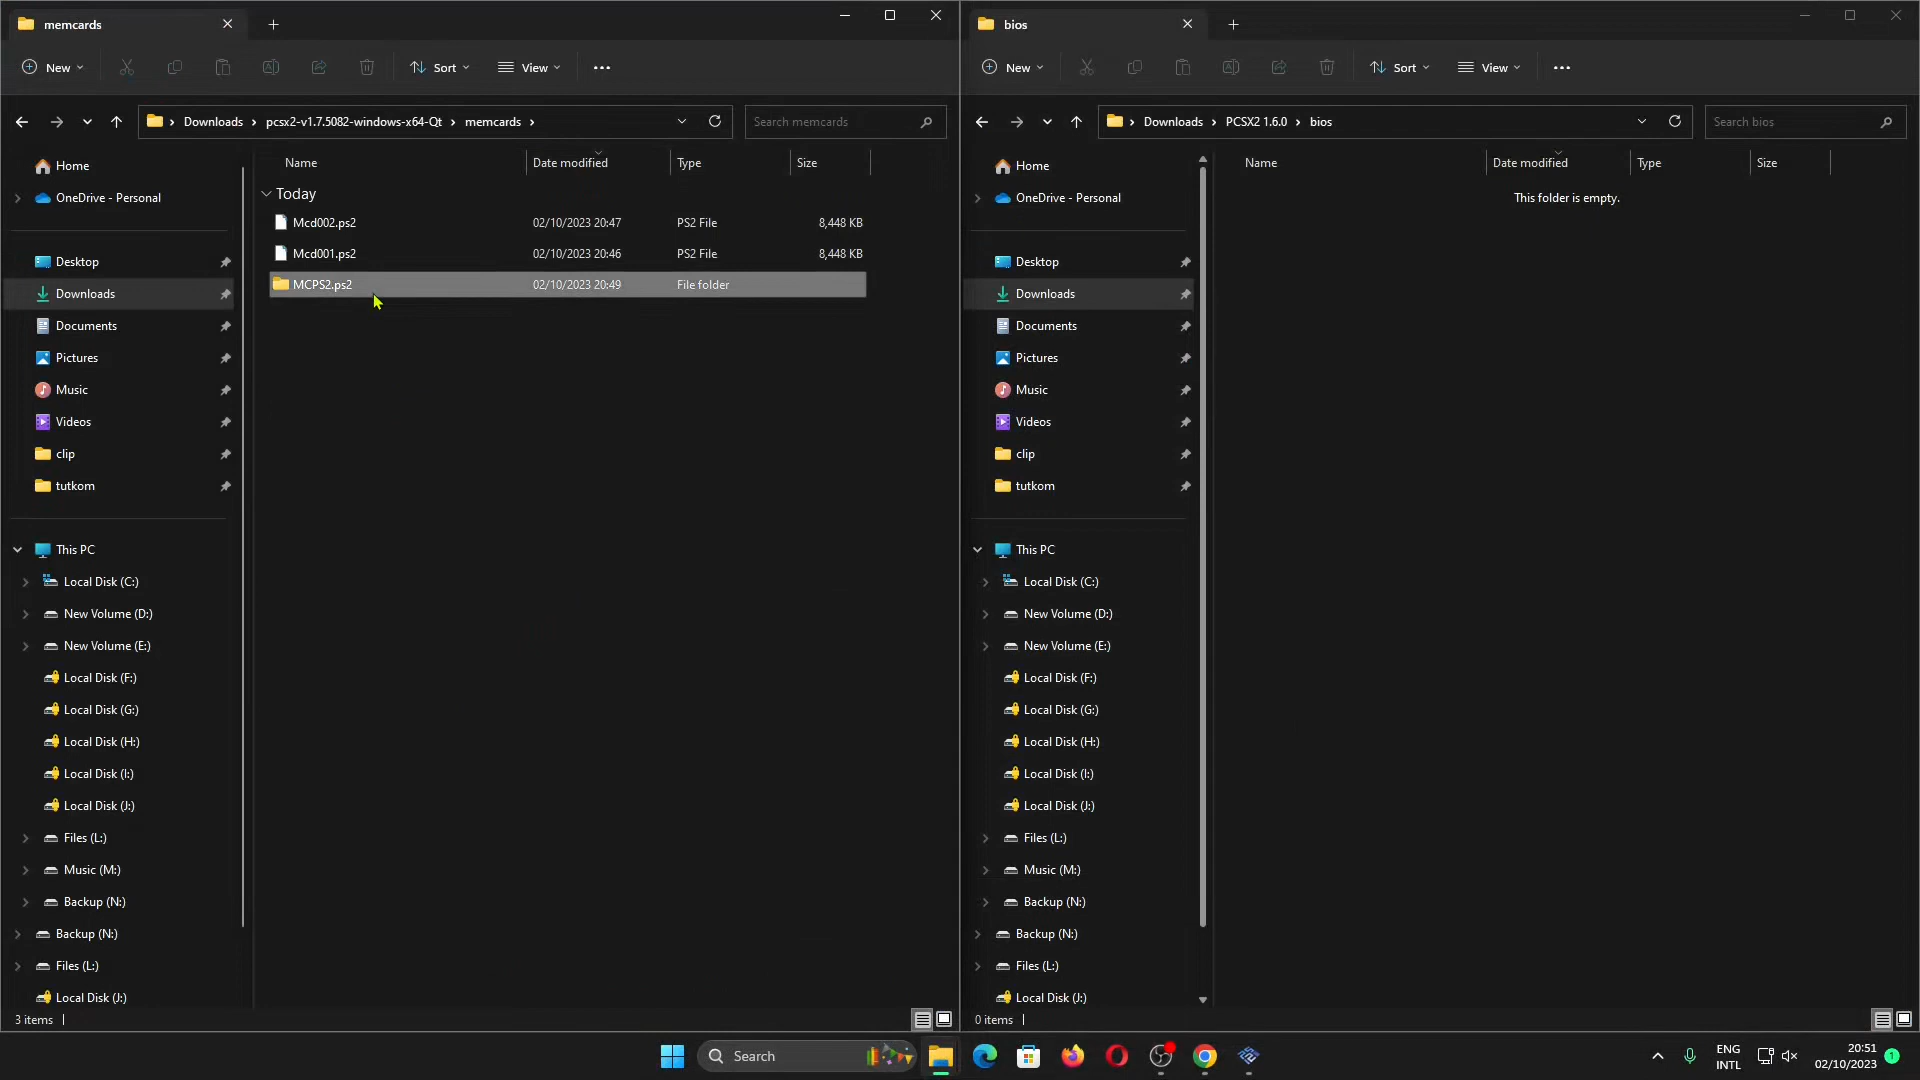 memcards
New
Sort
View
Downloads
pcsx2-v1.7.5082-windows-x64-Qt
memcards
Search memcards
Home
OneDrive - Personal
Desktop
Downloads
Documents
Pictures
Music
Videos
clip
tutkom
This PC
Local Disk (C:)
New Volume (D:)
New Volume (E:)
Local Disk (F:)
Local Disk (G:)
Local Disk (H:)
Local Disk (I:)
Local Disk (J:)
Files (L:)
Music (M:)
Backup (N:)
Backup (N:)
Files (L:)
Local Disk (J:)
Name Date modified Type Size
Today
Mcd002.ps2 02/10/2023 20:47 PS2 File 8,448 KB
Mcd001.ps2 02/10/2023 20:46 PS2 File 8,448 KB
MCPS2.ps2 02/10/2023 20:49 File folder
3 items
bios
New
Sort
View
Downloads
PCSX2 1.6.0
bios
Search bios
Home
OneDrive - Personal
Desktop
Downloads
Documents
Pictures
Music
Videos
clip
tutkom
This PC
Local Disk (C:)
New Volume (D:)
New Volume (E:)
Local Disk (F:)
Local Disk (G:)
Local Disk (H:)
Local Disk (I:)
Local Disk (J:)
Files (L:)
Music (M:)
Backup (N:)
Backup (N:)
Files (L:)
Local Disk (J:)
Name Date modified Type Size
This folder is empty.
0 items
Search
ENG
INTL
20:51
02/10/2023
1